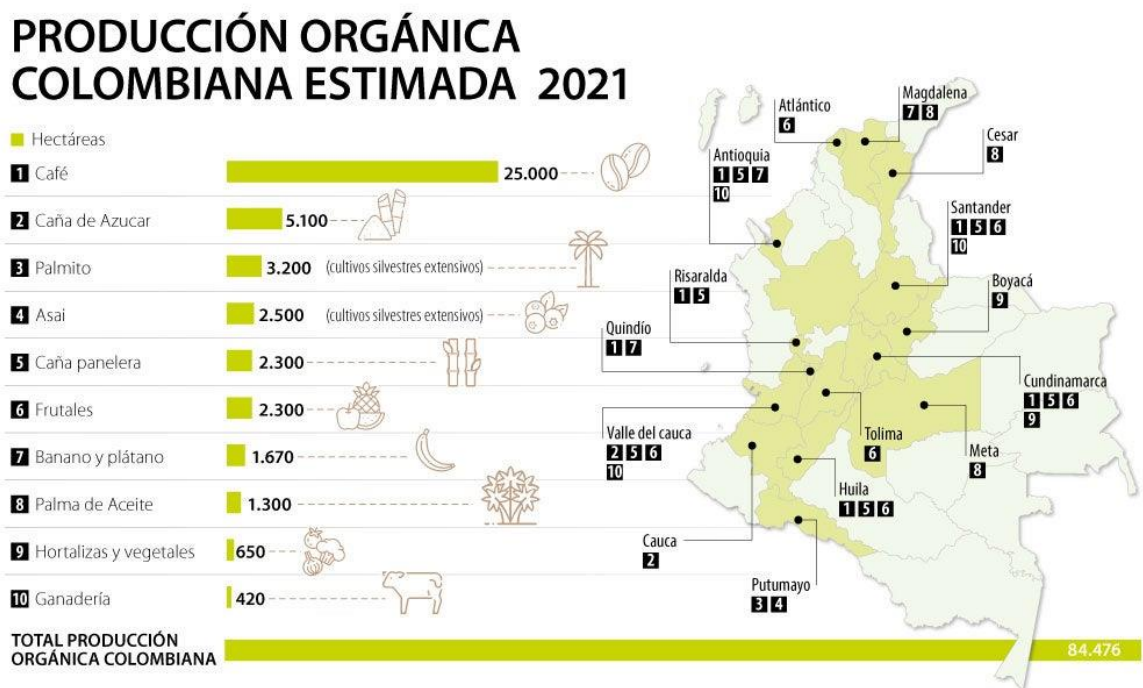 PRODUCCIÓN ORGÁNICA
COLOMBIANA ESTIMADA 2021
Hectáreas
1 Café 25.000
2 Caña de Azucar 5.100
3 Palmito 3.200 (cultivos silvestres extensivos)
4 Asai 2.500 (cultivos silvestres extensivos)
5 Caña panelera 2.300
6 Frutales 2.300
7 Banano y plátano 1.670
8 Palma de Aceite 1.300
9 Hortalizas y vegetales 650
10 Ganadería 420
TOTAL PRODUCCIÓN
ORGÁNICA COLOMBIANA
84.476
Atlántico
6
Magdalena
7 8
Cesar
8
Antioquia
1 5 7
10
Santander
1 5 6
10
Risaralda
1 5
Boyacá
9
Quindío
1 7
Cundinamarca
1 5 6
9
Valle del cauca
2 5 6
10
Tolima
6
Meta
8
Huila
1 5 6
Cauca
2
Putumayo
3 4